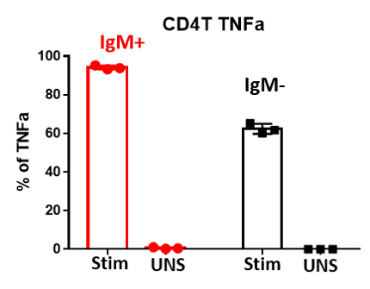 CD4T TNFa
IgM+
IgM-
% of TNFa
100
80
60
40
20
0
Stim UNS Stim UNS